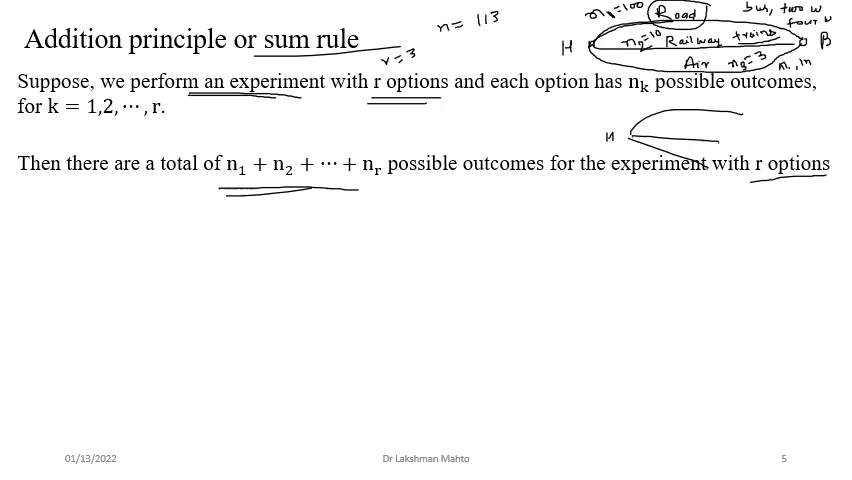 n₁=100 Road bus, two w
four w
n = 113
Addition principle or sum rule
r=3
H n₂=10 Railway trains B
Air n₃=3
Suppose, we perform an experiment with r options and each option has nₖ possible outcomes,
for k = 1,2, ⋯ , r.
H
Then there are a total of n₁ + n₂ + ⋯ + nᵣ possible outcomes for the experiment with r options
01/13/2022 Dr Lakshman Mahto 5